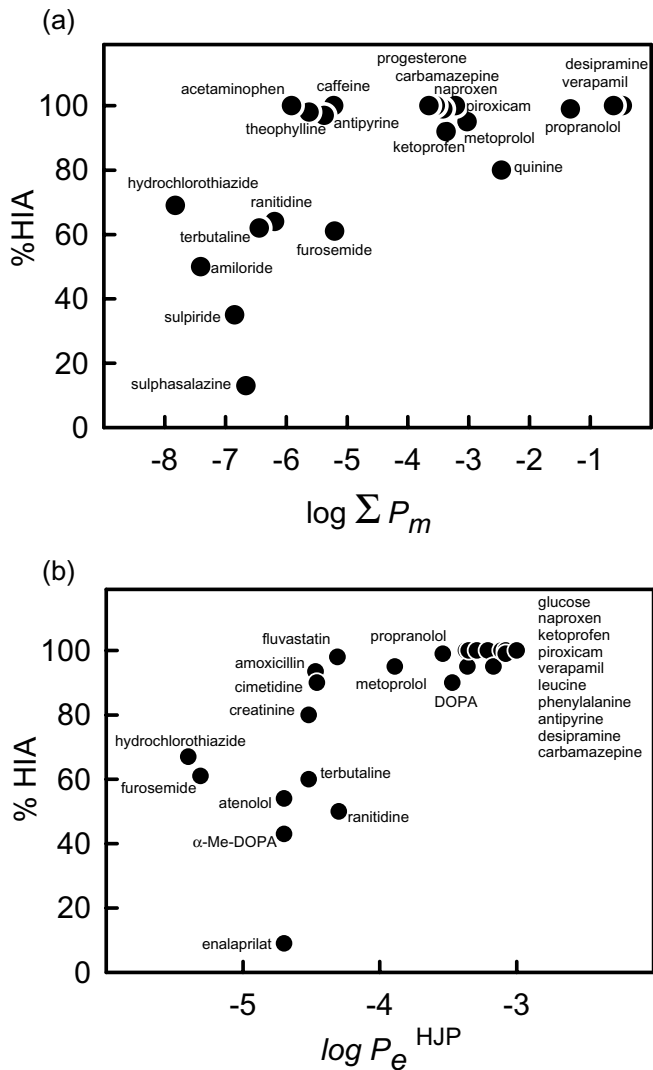 (a)
progesterone
desipramine
carbamazepine
acetaminophen
caffeine
naproxen
verapamil
100
theophylline
antipyrine
piroxicam
propranolol
ketoprofen
metoprolol
80
quinine
hydrochlorothiazide
ranitidine
60
terbutaline
furosemide
amiloride
40
sulpiride
20
sulphasalazine
0
%HIA
-8 -7 -6 -5 -4 -3 -2 -1
log Σ Pm
(b)
glucose
naproxen
ketoprofen
piroxicam
verapamil
leucine
phenylalanine
antipyrine
desipramine
carbamazepine
fluvastatin
propranolol
100
amoxicillin
cimetidine
metoprolol
DOPA
creatinine
80
hydrochlorothiazide
furosemide
terbutaline
60
atenolol
ranitidine
α-Me-DOPA
40
20
enalaprilat
0
% HIA
-5 -4 -3
log Pe HJP